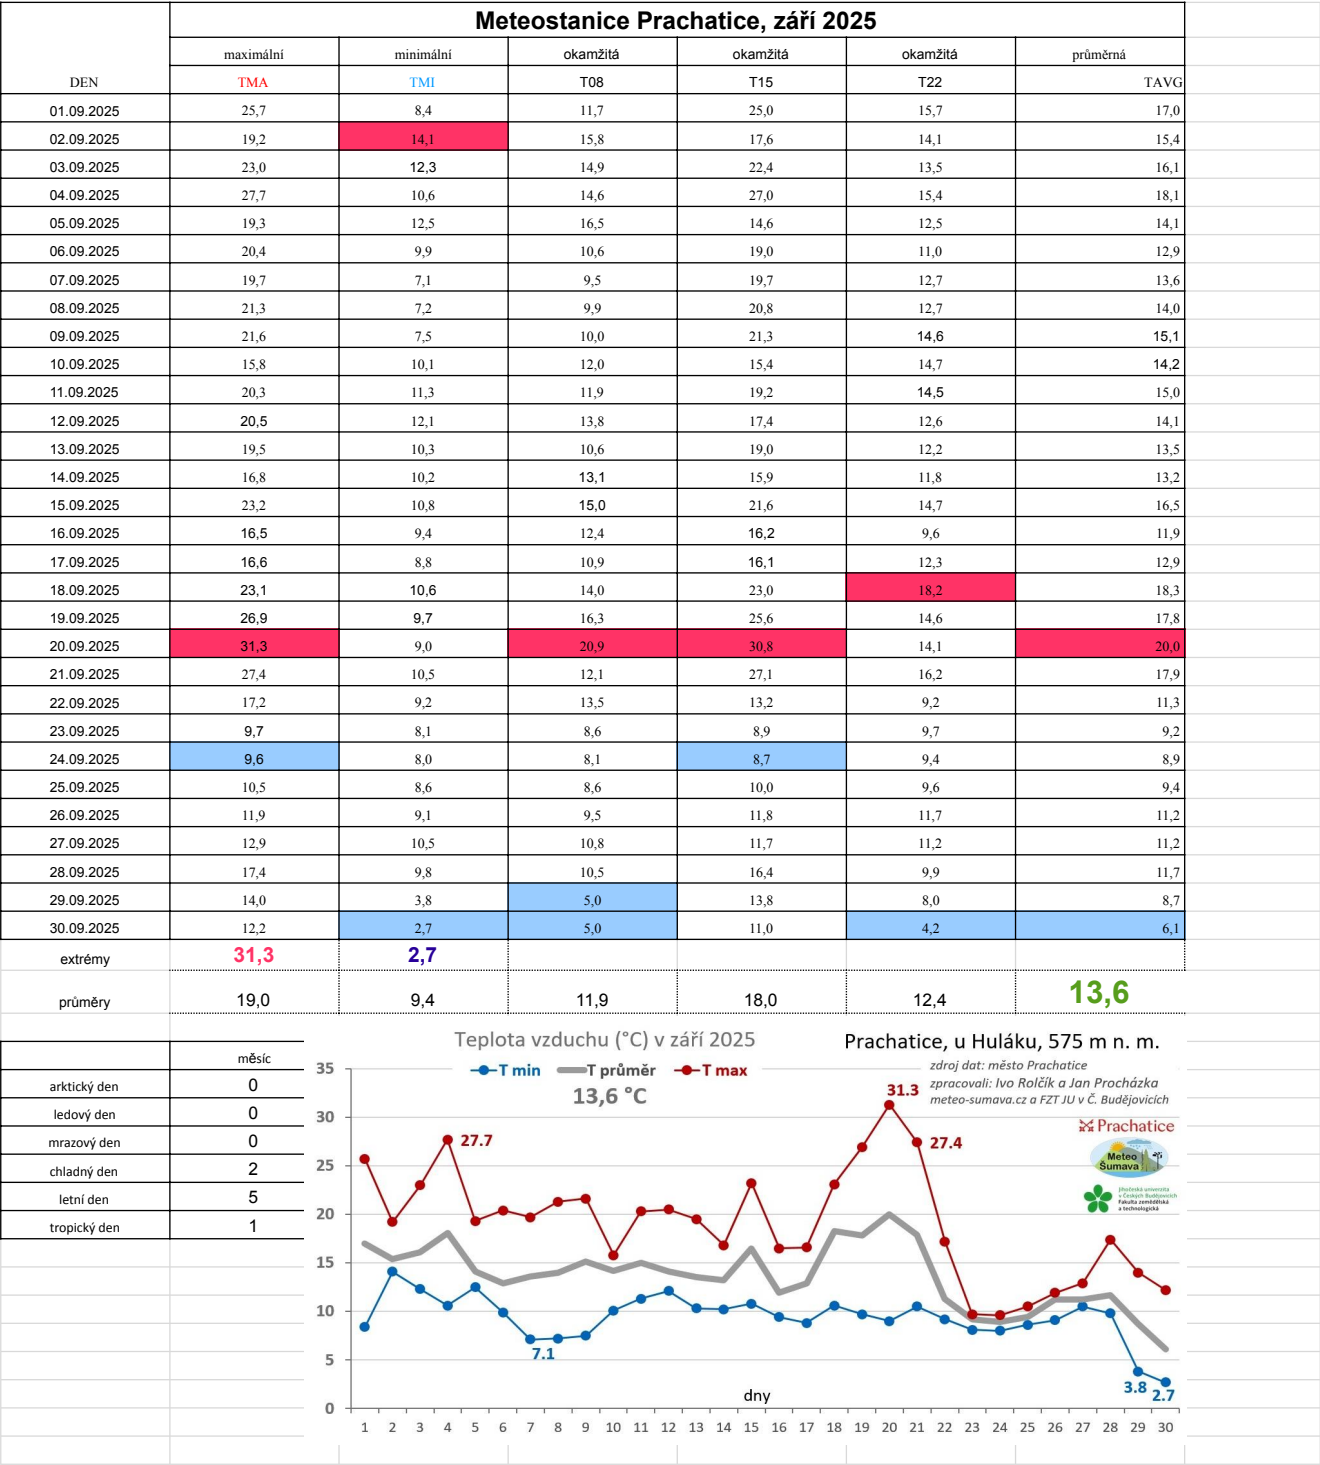 Meteostanice Prachatice, září 2025
maximální minimální okamžitá okamžitá okamžitá průměrná
DEN TMA TMI T08 T15 T22 TAVG
01.09.2025 25,7 8,4 11,7 25,0 15,7 17,0
02.09.2025 19,2 14,1 15,8 17,6 14,1 15,4
03.09.2025 23,0 12,3 14,9 22,4 13,5 16,1
04.09.2025 27,7 10,6 14,6 27,0 15,4 18,1
05.09.2025 19,3 12,5 16,5 14,6 12,5 14,1
06.09.2025 20,4 9,9 10,6 19,0 11,0 12,9
07.09.2025 19,7 7,1 9,5 19,7 12,7 13,6
08.09.2025 21,3 7,2 9,9 20,8 12,7 14,0
09.09.2025 21,6 7,5 10,0 21,3 14,6 15,1
10.09.2025 15,8 10,1 12,0 15,4 14,7 14,2
11.09.2025 20,3 11,3 11,9 19,2 14,5 15,0
12.09.2025 20,5 12,1 13,8 17,4 12,6 14,1
13.09.2025 19,5 10,3 10,6 19,0 12,2 13,5
14.09.2025 16,8 10,2 13,1 15,9 11,8 13,2
15.09.2025 23,2 10,8 15,0 21,6 14,7 16,5
16.09.2025 16,5 9,4 12,4 16,2 9,6 11,9
17.09.2025 16,6 8,8 10,9 16,1 12,3 12,9
18.09.2025 23,1 10,6 14,0 23,0 18,2 18,3
19.09.2025 26,9 9,7 16,3 25,6 14,6 17,8
20.09.2025 31,3 9,0 20,9 30,8 14,1 20,0
21.09.2025 27,4 10,5 12,1 27,1 16,2 17,9
22.09.2025 17,2 9,2 13,5 13,2 9,2 11,3
23.09.2025 9,7 8,1 8,6 8,9 9,7 9,2
24.09.2025 9,6 8,0 8,1 8,7 9,4 8,9
25.09.2025 10,5 8,6 8,6 10,0 9,6 9,4
26.09.2025 11,9 9,1 9,5 11,8 11,7 11,2
27.09.2025 12,9 10,5 10,8 11,7 11,2 11,2
28.09.2025 17,4 9,8 10,5 16,4 9,9 11,7
29.09.2025 14,0 3,8 5,0 13,8 8,0 8,7
30.09.2025 12,2 2,7 5,0 11,0 4,2 6,1
extrémy 31,3 2,7
průměry 19,0 9,4 11,9 18,0 12,4 13,6
měsíc
arktický den 0
ledový den 0
mrazový den 0
chladný den 2
letní den 5
tropický den 1
Teplota vzduchu (°C) v září 2025
Prachatice, u Huláku, 575 m n. m.
T min T průměr T max
13,6 °C
zdroj dat: město Prachatice
zpracovali: Ivo Rolčík a Jan Procházka
meteo-sumava.cz a FZT JU v Č. Budějovicích
Prachatice
Meteo
Šumava
Jihočeská univerzita
v Českých Budějovicích
Fakulta zemědělská
a technologická
35
30
25
20
15
10
5
0
27.7
31.3
27.4
7.1
3.8
2.7
dny
1 2 3 4 5 6 7 8 9 10 11 12 13 14 15 16 17 18 19 20 21 22 23 24 25 26 27 28 29 30